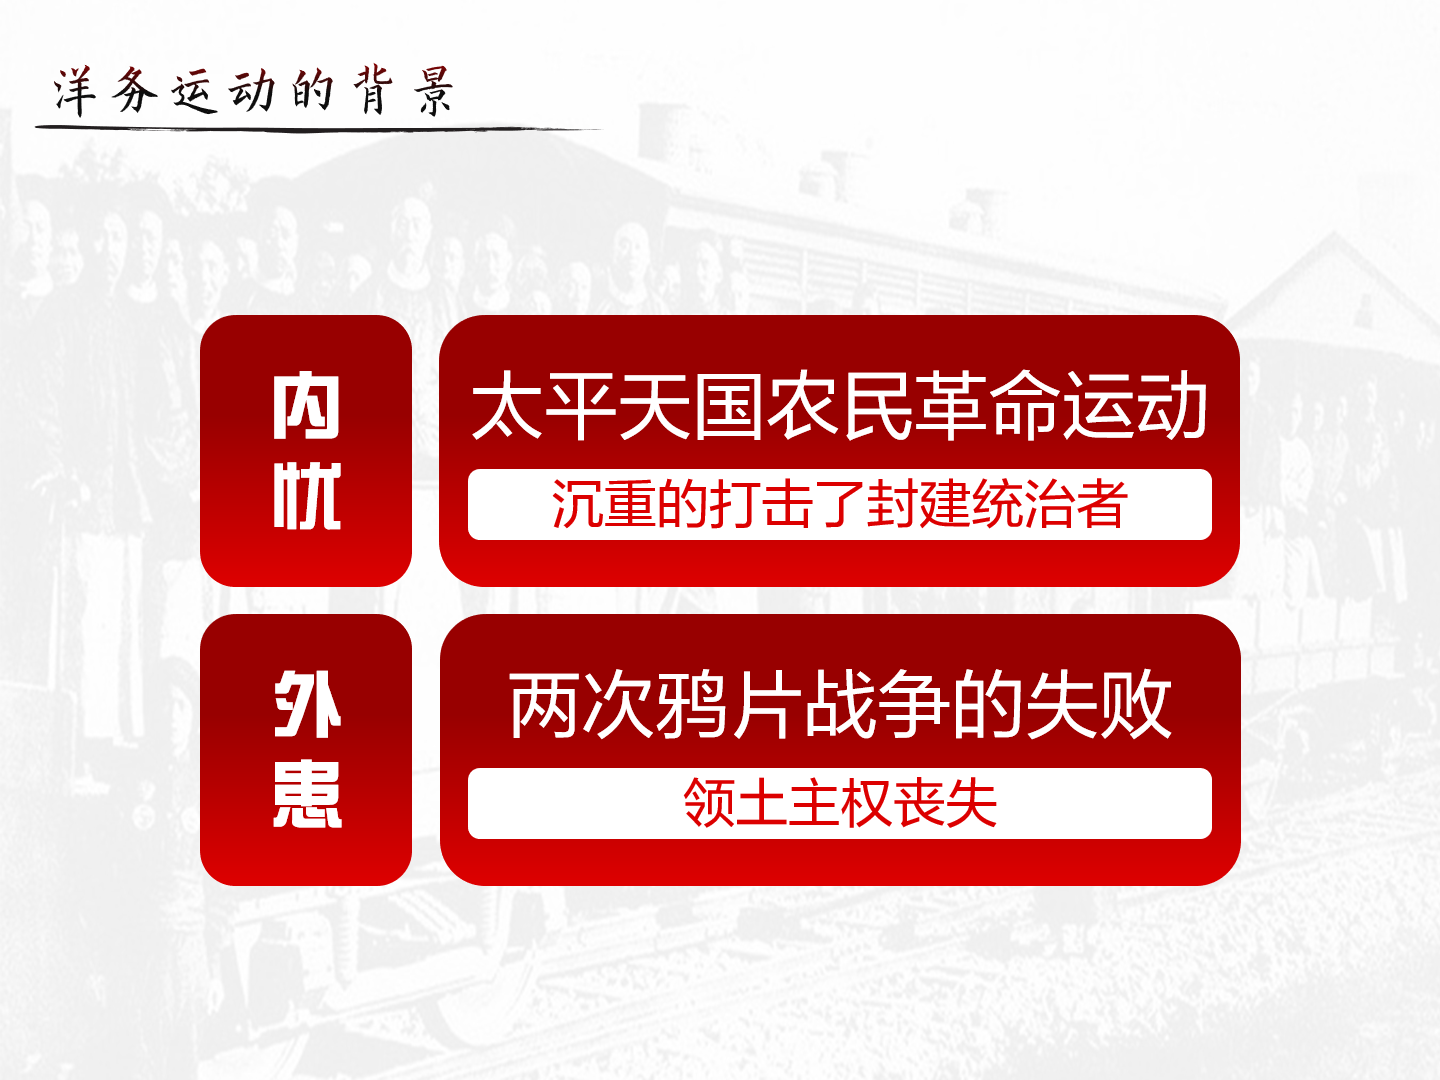 洋务运动的背景
内忧
太平天国农民革命运动
沉重的打击了封建统治者
外患
两次鸦片战争的失败
领土主权丧失